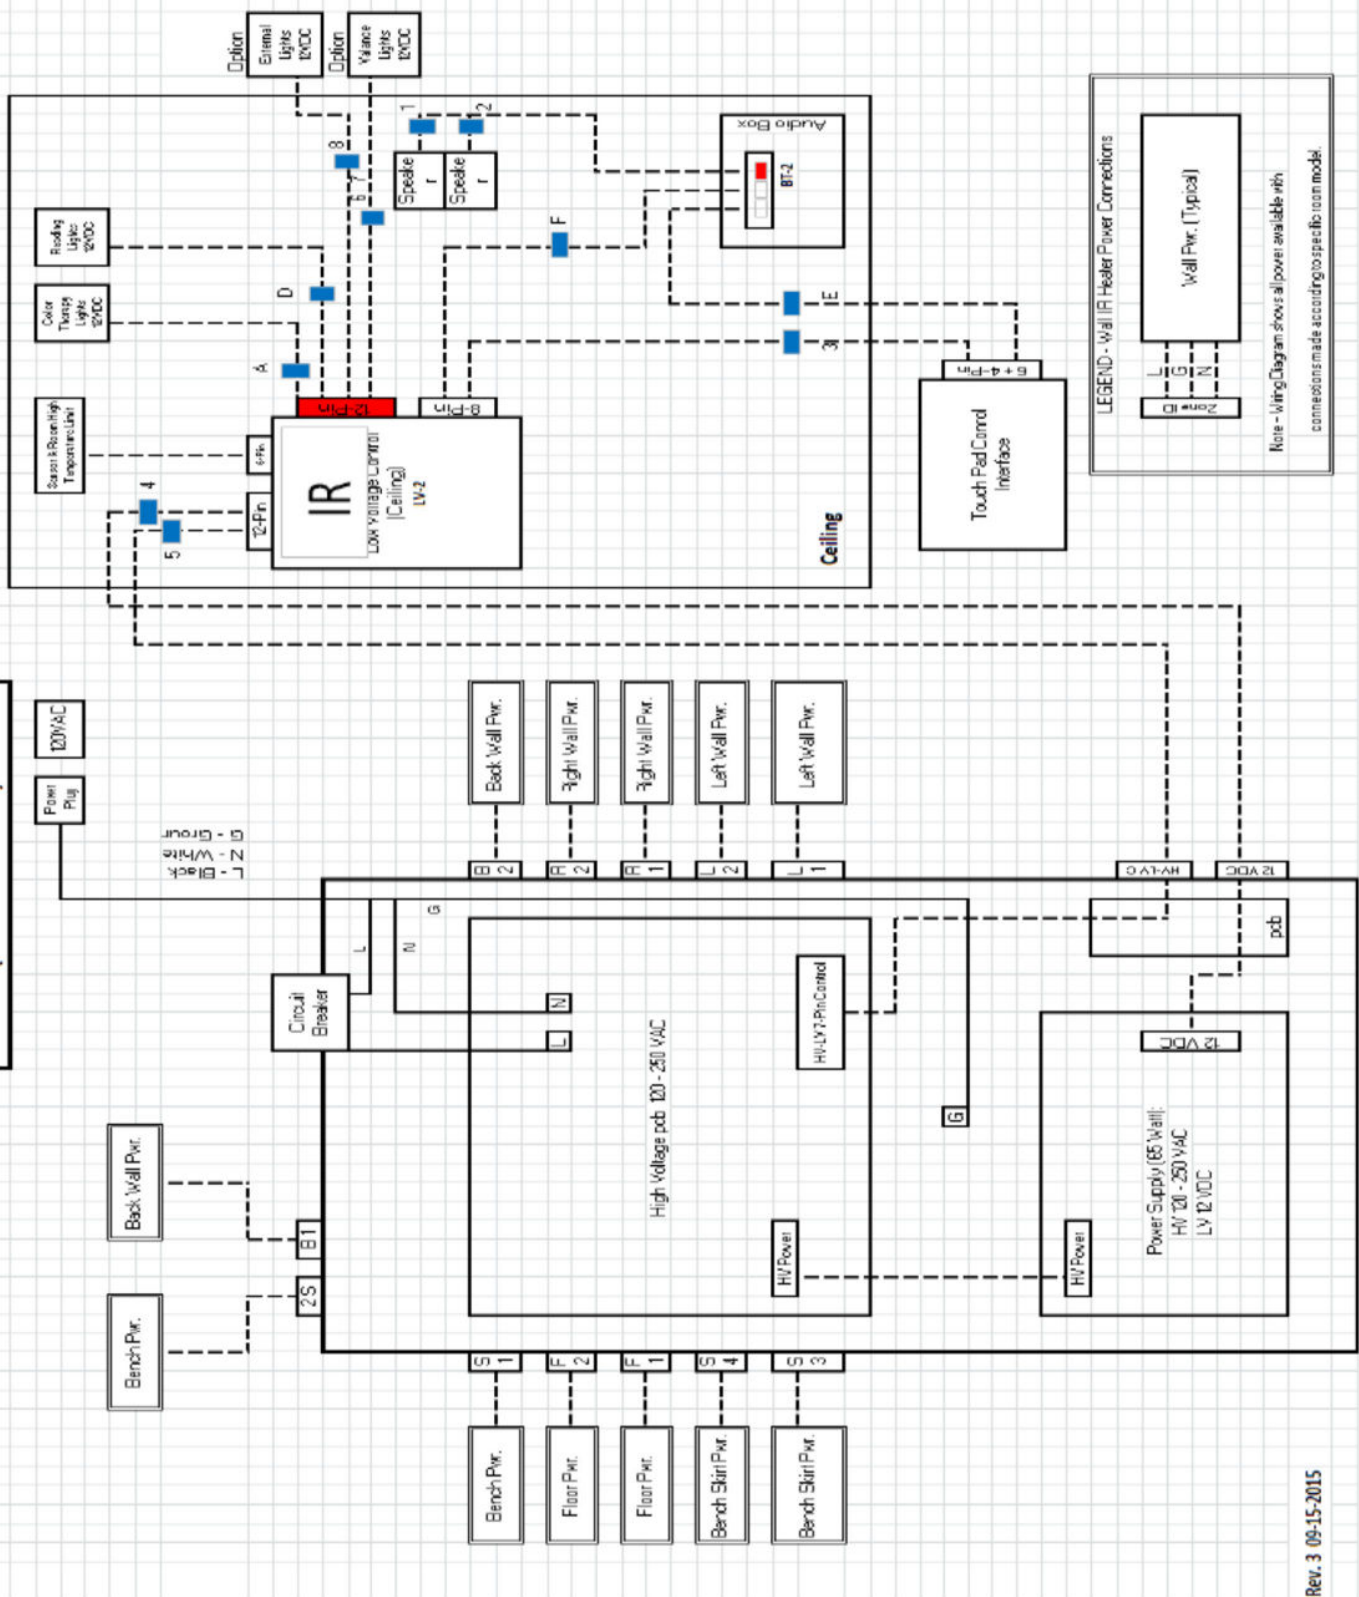 Option
External
Lights
12VDC
Option
Valance
Lights
12VDC
Reading
Lights
12VDC
Color
Therapy
Lights
12VDC
Sensor & Room High
Temperature Limit
8
7
6
1
2
Speake
r
Speake
r
Audio Box
BT-2
D
A
F
E
3
4
5
12-Pin
8-Pin
6-Pin
12-Pin
IR
Low Voltage Control
(Ceiling)
LV-2
Ceiling
6 + 4-Pin
Touch Pad Control
Interface
LEGEND - Wall IR Heater Power Connections
Wall Pwr. (Typical)
L
G
N
Zone ID
Note - Wiring Diagram shows all power available with
connections made according to specific room model.
120VAC
Power
Plug
L - Black
N - White
G - Groun
Back Wall Pwr.
Right Wall Pwr.
Right Wall Pwr.
Left Wall Pwr.
Left Wall Pwr.
B
2
R
2
R
1
L
2
L
1
HV-LV C
12 VDC
Circuit
Breaker
L
N
G
L
N
High Voltage pcb 120 - 250 VAC
HV-LV 7-Pin Control
HV Power
G
pcb
12 VDC
Power Supply (65 Watt):
HV 120 - 250 VAC
LV 12 VDC
HV Power
Back Wall Pwr.
Bench Pwr.
B1
2S
S
1
F
2
F
1
S
4
S
3
Bench Pwr.
Floor Pwr.
Floor Pwr.
Bench Skirt Pwr.
Bench Skirt Pwr.
Rev. 3 09-15-2015